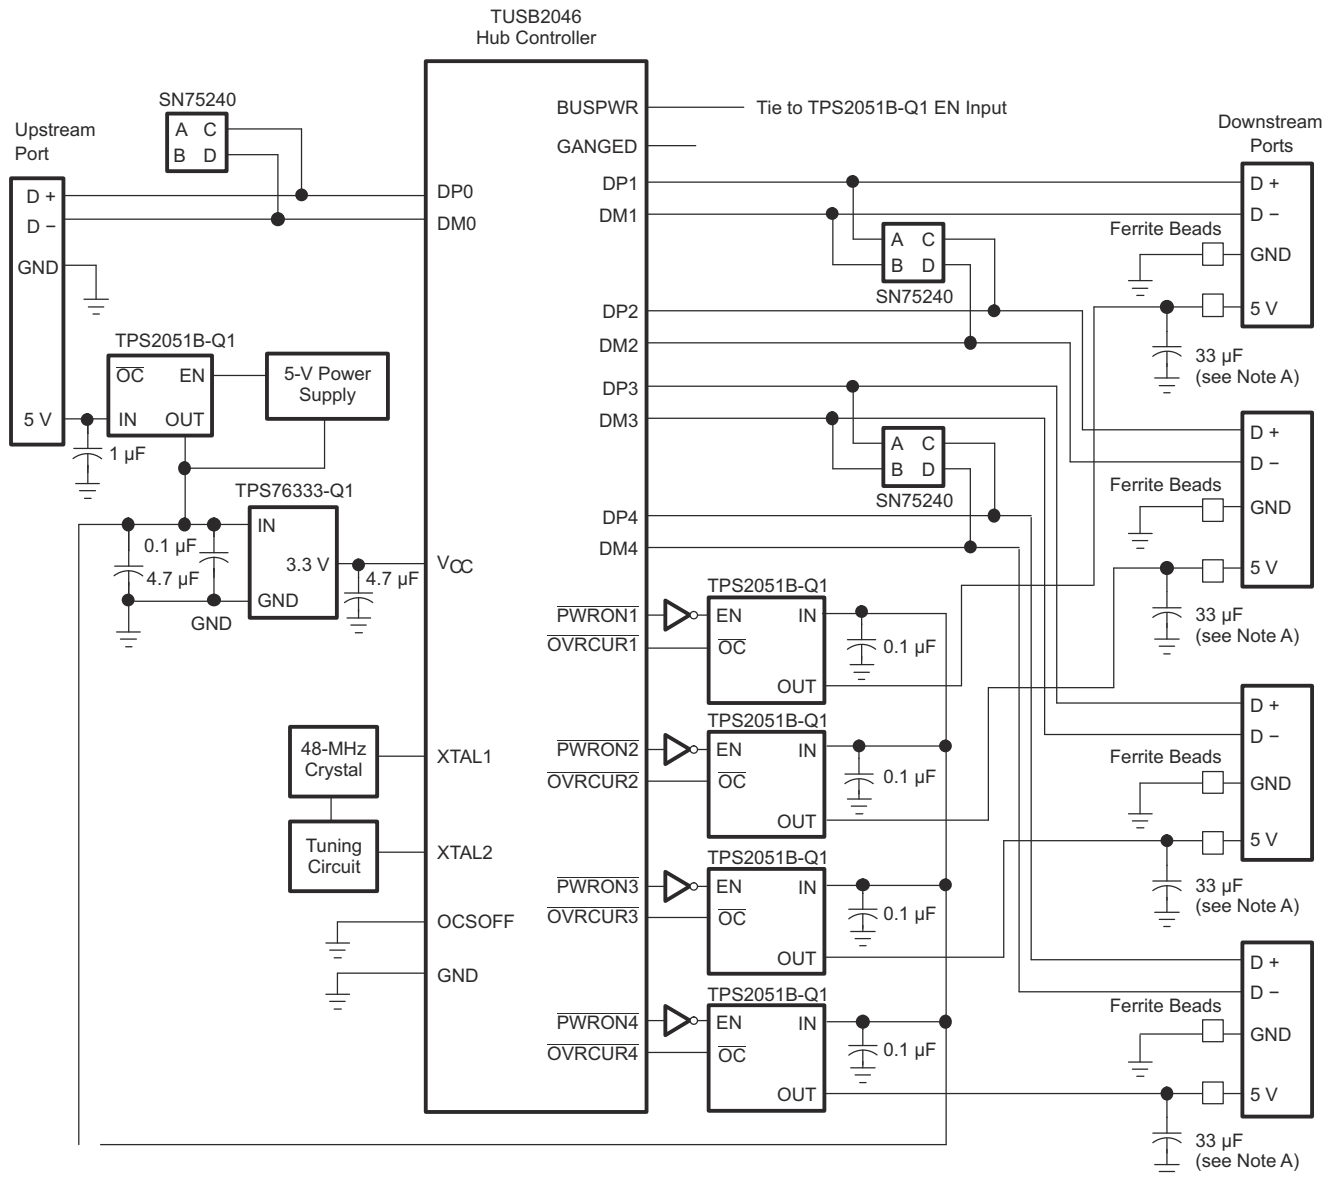 TUSB2046
Hub Controller
SN75240
A C
B D
Upstream
Port
D +
D −
GND
5 V
DP0
DM0
BUSPWR
Tie to TPS2051B-Q1 EN Input
GANGED
DP1
DM1
A C
B D
SN75240
DP2
DM2
DP3
DM3
A C
B D
SN75240
DP4
DM4
TPS2051B-Q1
OC EN
IN OUT
5-V Power
Supply
1 µF
TPS76333-Q1
IN
3.3 V
GND
0.1 µF
4.7 µF
GND
4.7 µF
VCC
48-MHz
Crystal
XTAL1
Tuning
Circuit
XTAL2
OCSOFF
GND
PWRON1
OVRCUR1
TPS2051B-Q1
EN IN
OC
OUT
0.1 µF
PWRON2
OVRCUR2
TPS2051B-Q1
EN IN
OC
OUT
0.1 µF
PWRON3
OVRCUR3
TPS2051B-Q1
EN IN
OC
OUT
0.1 µF
PWRON4
OVRCUR4
TPS2051B-Q1
EN IN
OC
OUT
0.1 µF
Downstream
Ports
D +
D −
Ferrite Beads
GND
5 V
33 µF
(see Note A)
D +
D −
Ferrite Beads
GND
5 V
33 µF
(see Note A)
D +
D −
Ferrite Beads
GND
5 V
33 µF
(see Note A)
D +
D −
Ferrite Beads
GND
5 V
33 µF
(see Note A)